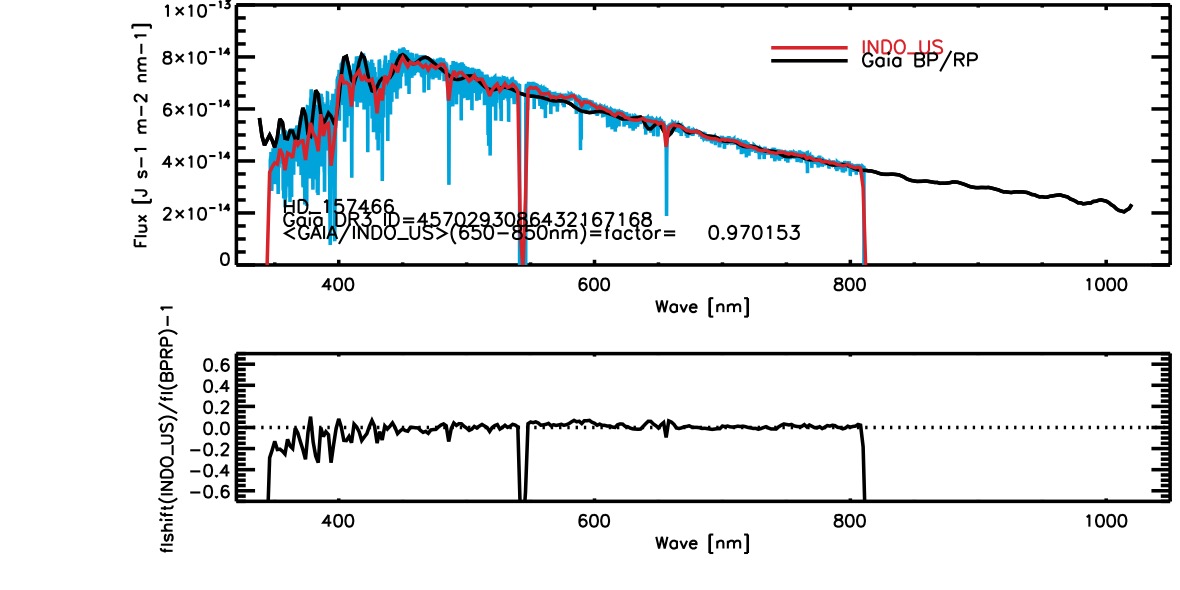 1×10−13
8×10−14
6×10−14
4×10−14
2×10−14
0
Flux [J s−1 m−2 nm−1]
INDO_US
Gaia BP/RP
HD_157466
Gaia DR3 ID=4570293086432167168
<GAIA/INDO_US>(650−850nm)=factor= 0.970153
400 600 800 1000
Wave [nm]
flshift(INDO_US)/fl(BPRP)−1
0.6
0.4
0.2
0.0
−0.2
−0.4
−0.6
400 600 800 1000
Wave [nm]